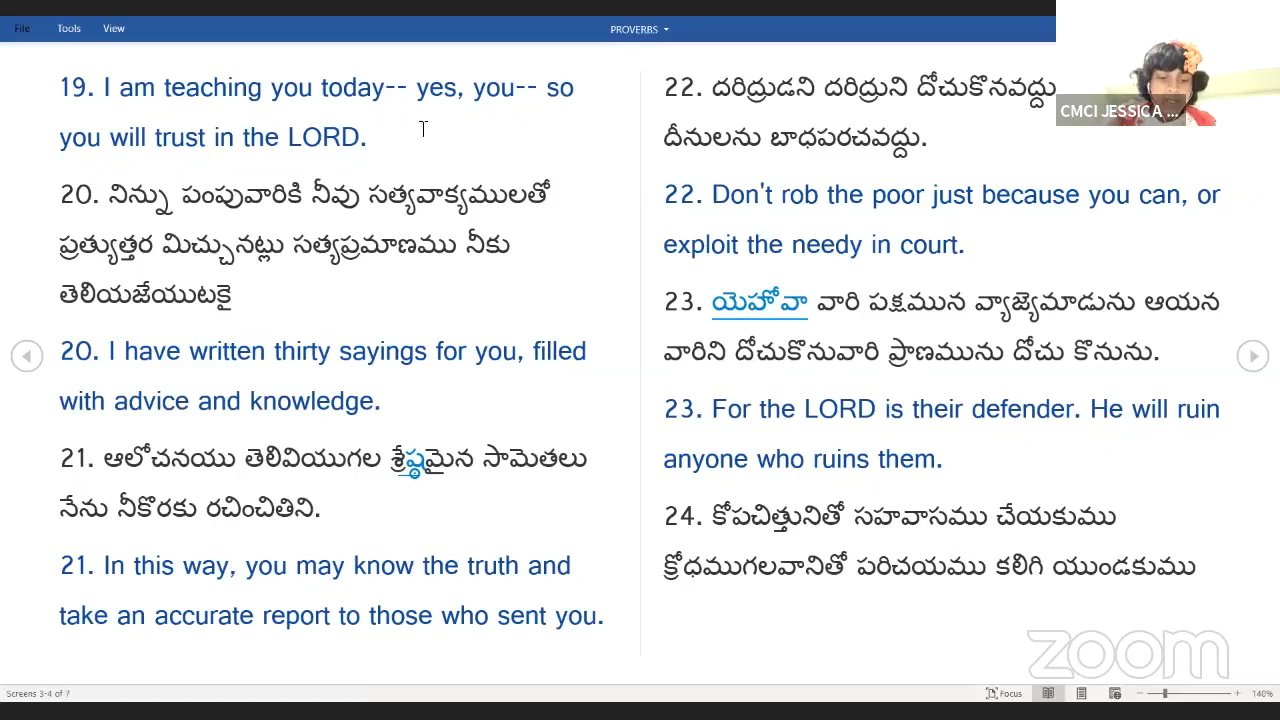 File Tools View PROVERBS
19. I am teaching you today-- yes, you-- so
you will trust in the LORD.
20. నిన్ను పంపువారికి నీవు సత్యవాక్యములతో
ప్రత్యుత్తర మిచ్చునట్లు సత్యప్రమాణము నీకు
తెలియజేయుటకై
20. I have written thirty sayings for you, filled
with advice and knowledge.
21. ఆలోచనయు తెలివియుగల శ్రేష్ఠమైన సామెతలు
నేను నీకొరకు రచించితిని.
21. In this way, you may know the truth and
take an accurate report to those who sent you.
22. దరిద్రుడని దరిద్రుని దోచుకొనవద్దు
దీనులను బాధపరచవద్దు.
22. Don't rob the poor just because you can, or
exploit the needy in court.
23. యెహోవా వారి పక్షమున వ్యాజ్యెమాడును ఆయన
వారిని దోచుకొనువారి ప్రాణమును దోచు కొనును.
23. For the LORD is their defender. He will ruin
anyone who ruins them.
24. కోపచిత్తునితో సహవాసము చేయకుము
క్రోధముగలవానితో పరిచయము కలిగి యుండకుము
CMCI JESSICA ...
zoom
Screens 3-4 of 7 Focus 140%